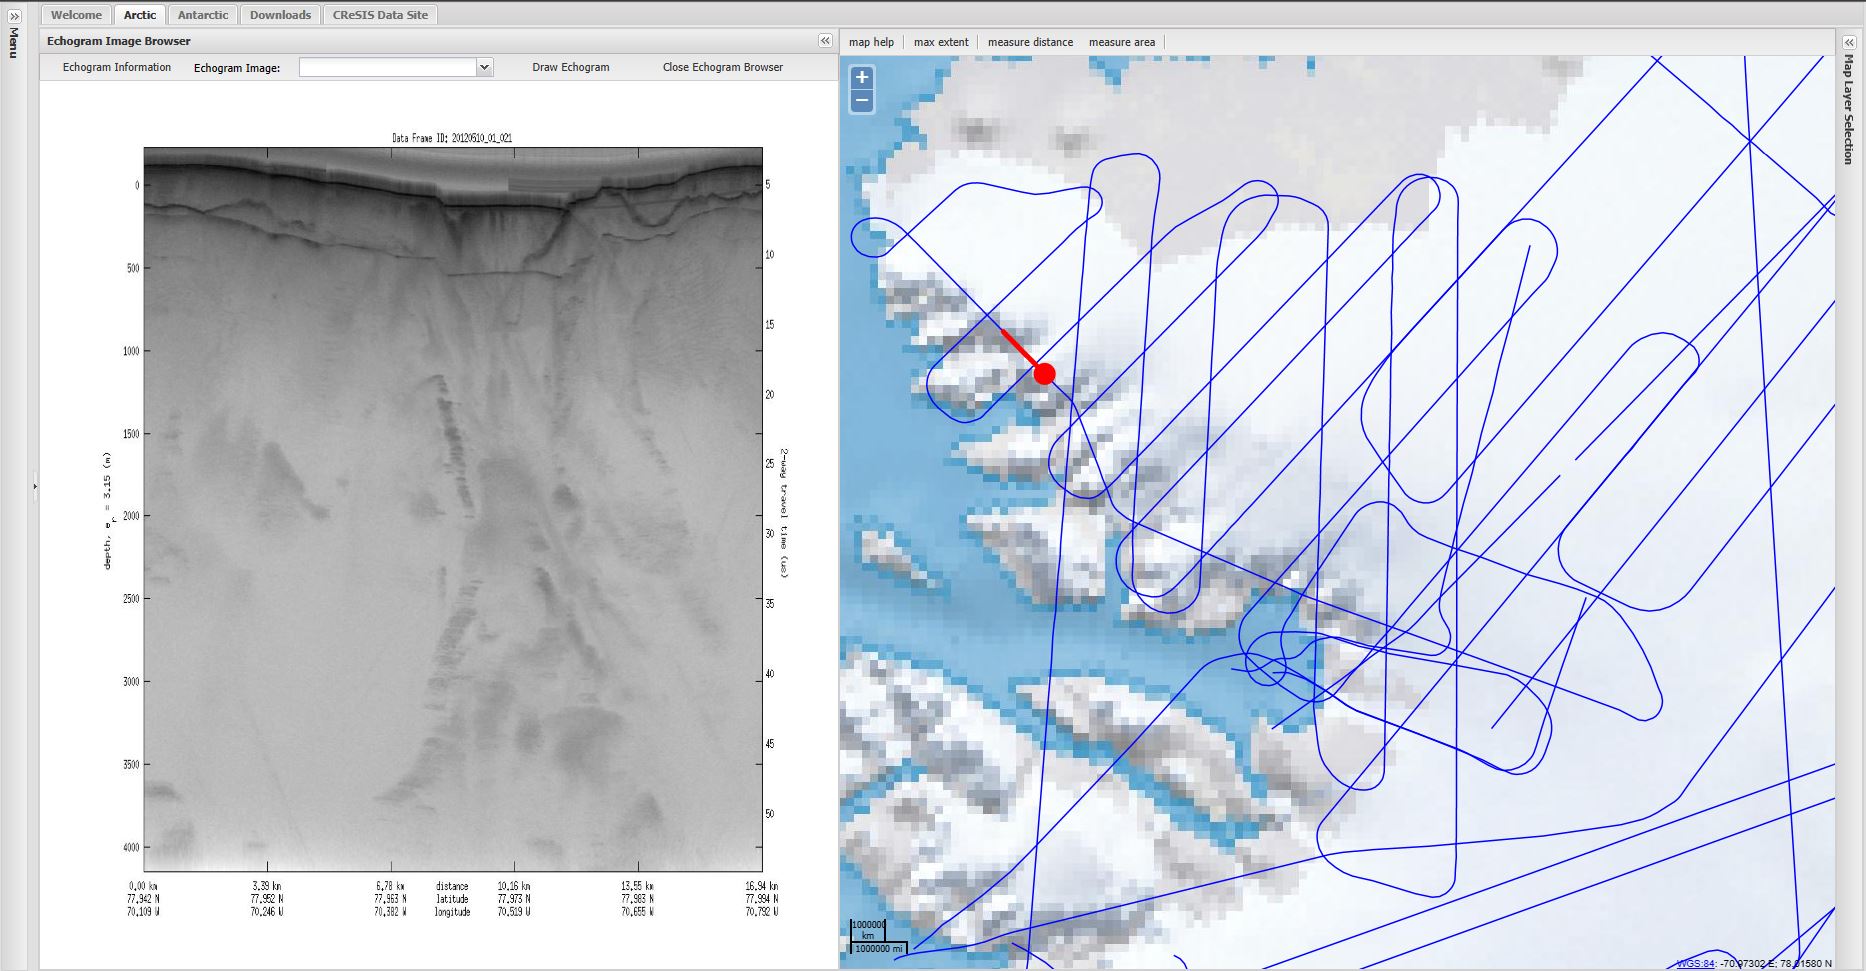 Menu
Welcome Arctic Antarctic Downloads CReSIS Data Site
Echogram Image Browser
Echogram Information Echogram Image: Draw Echogram Close Echogram Browser
map help max extent measure distance measure area
Map Layer Selection
+
−
Data Frame ID: 20120510_01_021
depth, e_r = 3.15 (m)
0
500
1000
1500
2000
2500
3000
3500
4000
5
10
15
20
25
30
35
40
45
50
2-way travel time (us)
0.00 km 3.39 km 6.78 km distance 10.16 km 13.55 km 16.94 km
77.942 N 77.952 N 77.963 N latitude 77.973 N 77.983 N 77.994 N
70.109 W 70.246 W 70.382 W longitude 70.519 W 70.655 W 70.792 W
1000000
km
1000000 mi
WGS:84: -70.97302 E; 78.01580 N